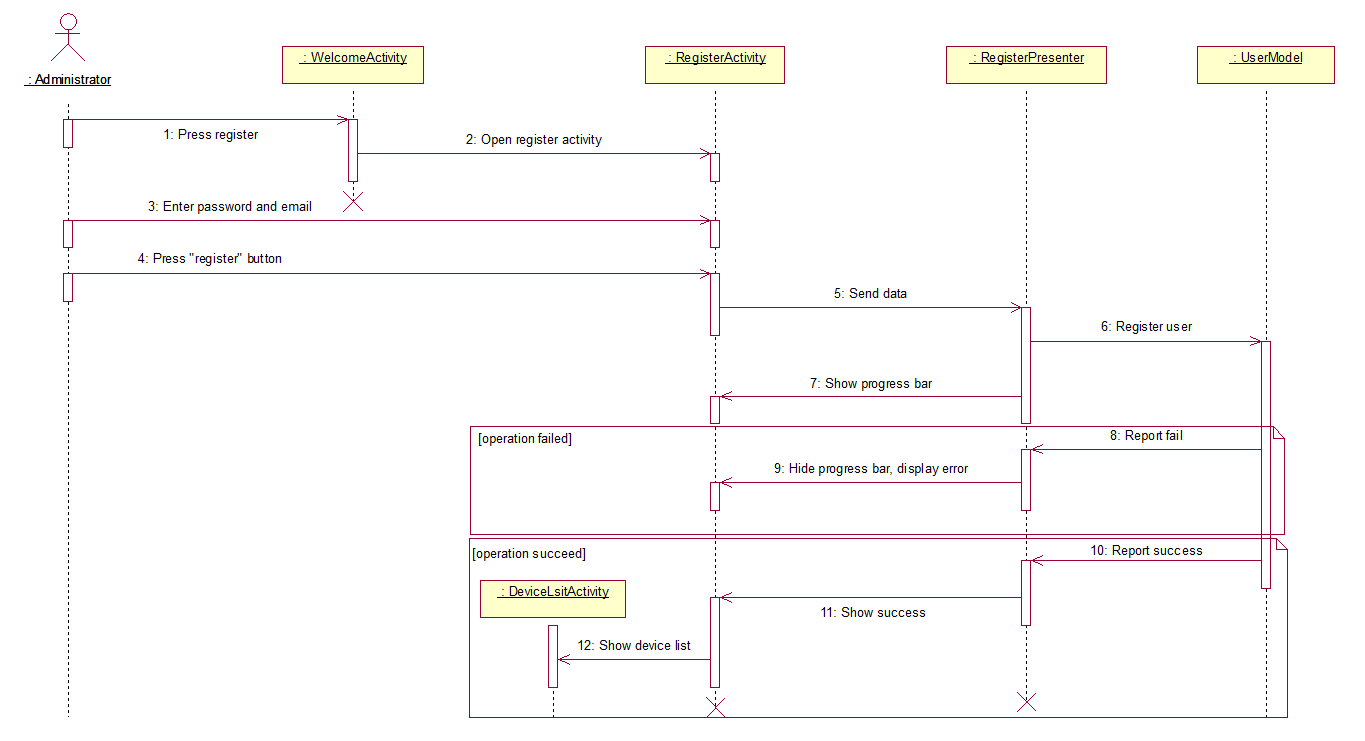 : Administrator
: WelcomeActivity
: RegisterActivity
: RegisterPresenter
: UserModel
1: Press register
2: Open register activity
3: Enter password and email
4: Press "register" button
5: Send data
6: Register user
7: Show progress bar
[operation failed]
8: Report fail
9: Hide progress bar, display error
[operation succeed]
10: Report success
: DeviceLsitActivity
11: Show success
12: Show device list